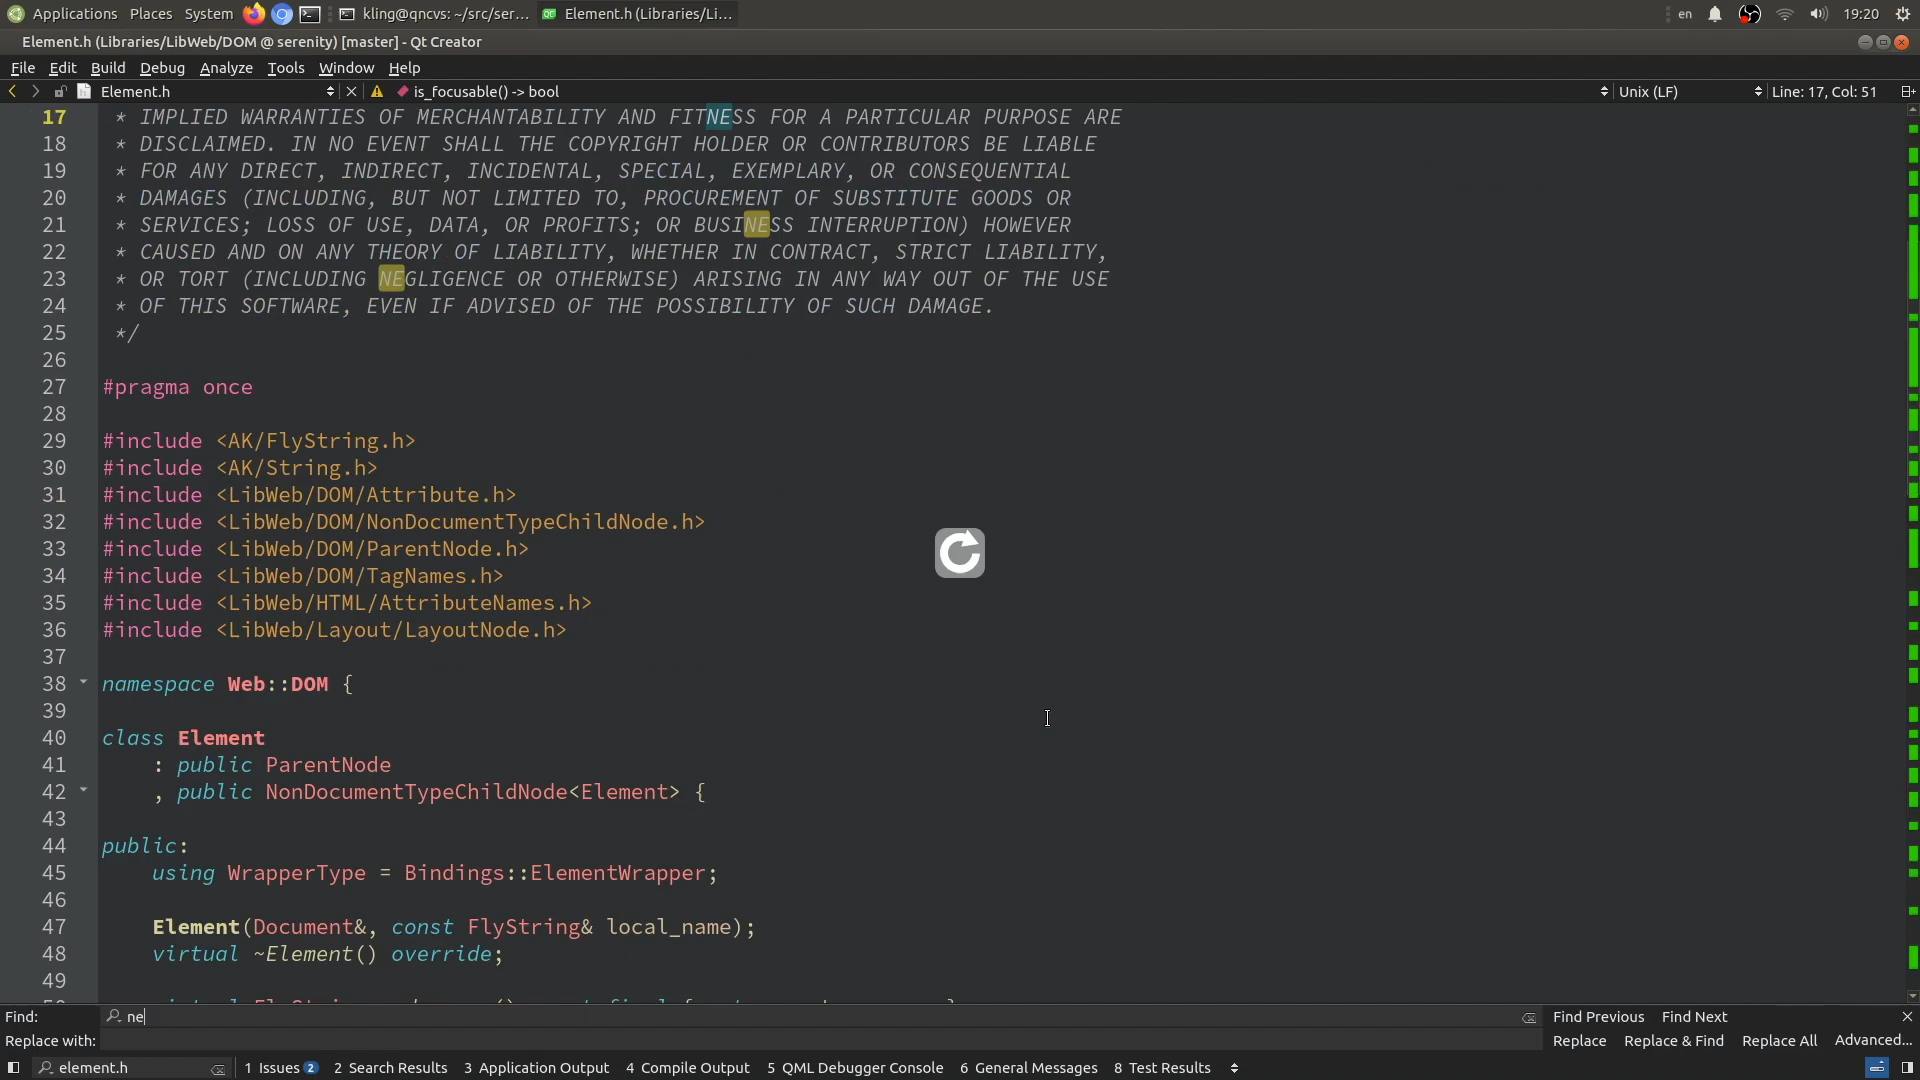 Applications Places System kling@qncvs: ~/src/ser... Element.h (Libraries/Li... en 19:20
Element.h (Libraries/LibWeb/DOM @ serenity) [master] - Qt Creator
File Edit Build Debug Analyze Tools Window Help
Element.h is_focusable() -> bool Unix (LF) Line: 17, Col: 51
17 * IMPLIED WARRANTIES OF MERCHANTABILITY AND FITNESS FOR A PARTICULAR PURPOSE ARE
18 * DISCLAIMED. IN NO EVENT SHALL THE COPYRIGHT HOLDER OR CONTRIBUTORS BE LIABLE
19 * FOR ANY DIRECT, INDIRECT, INCIDENTAL, SPECIAL, EXEMPLARY, OR CONSEQUENTIAL
20 * DAMAGES (INCLUDING, BUT NOT LIMITED TO, PROCUREMENT OF SUBSTITUTE GOODS OR
21 * SERVICES; LOSS OF USE, DATA, OR PROFITS; OR BUSINESS INTERRUPTION) HOWEVER
22 * CAUSED AND ON ANY THEORY OF LIABILITY, WHETHER IN CONTRACT, STRICT LIABILITY,
23 * OR TORT (INCLUDING NEGLIGENCE OR OTHERWISE) ARISING IN ANY WAY OUT OF THE USE
24 * OF THIS SOFTWARE, EVEN IF ADVISED OF THE POSSIBILITY OF SUCH DAMAGE.
25 */
26
27 #pragma once
28
29 #include <AK/FlyString.h>
30 #include <AK/String.h>
31 #include <LibWeb/DOM/Attribute.h>
32 #include <LibWeb/DOM/NonDocumentTypeChildNode.h>
33 #include <LibWeb/DOM/ParentNode.h>
34 #include <LibWeb/DOM/TagNames.h>
35 #include <LibWeb/HTML/AttributeNames.h>
36 #include <LibWeb/Layout/LayoutNode.h>
37
38 namespace Web::DOM {
39
40 class Element
41 : public ParentNode
42 , public NonDocumentTypeChildNode<Element> {
43
44 public:
45 using WrapperType = Bindings::ElementWrapper;
46
47 Element(Document&, const FlyString& local_name);
48 virtual ~Element() override;
49
Find: ne Find Previous Find Next
Replace with: Replace Replace & Find Replace All Advanced...
element.h 1 Issues 2 2 Search Results 3 Application Output 4 Compile Output 5 QML Debugger Console 6 General Messages 8 Test Results